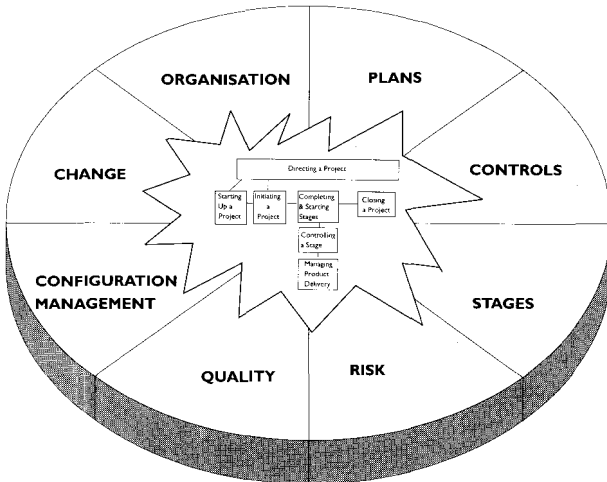 ORGANISATION
PLANS
CHANGE
CONTROLS
Directing a Project
Starting
Up a
Project
Initiating
a
Project
Completing
& Starting
Stages
Closing
a Project
Controlling
a Stage
Managing
Product
Delivery
CONFIGURATION
MANAGEMENT
STAGES
QUALITY
RISK